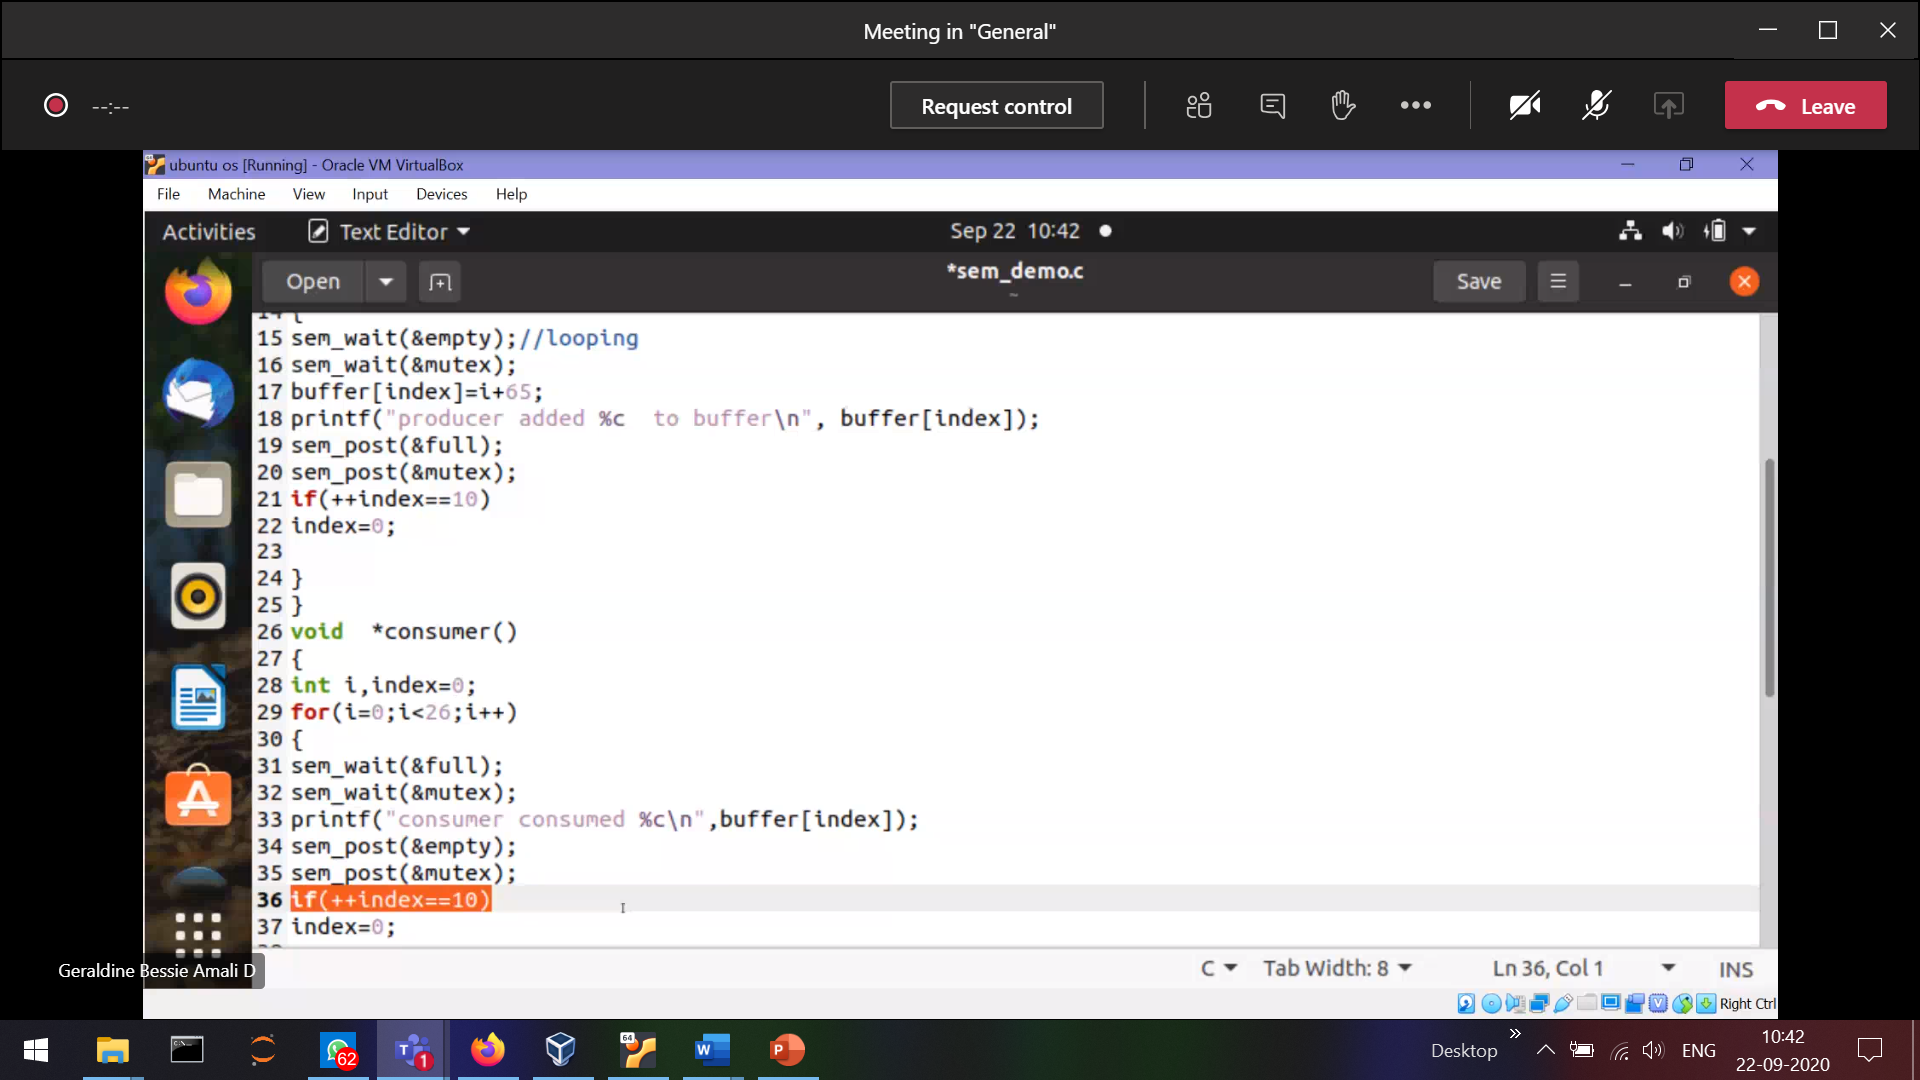 Meeting in "General"
--:--
Request control
Leave
ubuntu os [Running] - Oracle VM VirtualBox
File Machine View Input Devices Help
Activities Text Editor Sep 22 10:42
Open *sem_demo.c Save
~
14 {
15 sem_wait(&empty);//looping
16 sem_wait(&mutex);
17 buffer[index]=i+65;
18 printf("producer added %c  to buffer\n", buffer[index]);
19 sem_post(&full);
20 sem_post(&mutex);
21 if(++index==10)
22 index=0;
23
24 }
25 }
26 void  *consumer()
27 {
28 int i,index=0;
29 for(i=0;i<26;i++)
30 {
31 sem_wait(&full);
32 sem_wait(&mutex);
33 printf("consumer consumed %c\n",buffer[index]);
34 sem_post(&empty);
35 sem_post(&mutex);
36 if(++index==10)
37 index=0;
Geraldine Bessie Amali D
C Tab Width: 8 Ln 36, Col 1 INS
Right Ctrl
62 1 64 Desktop ENG 10:42
22-09-2020